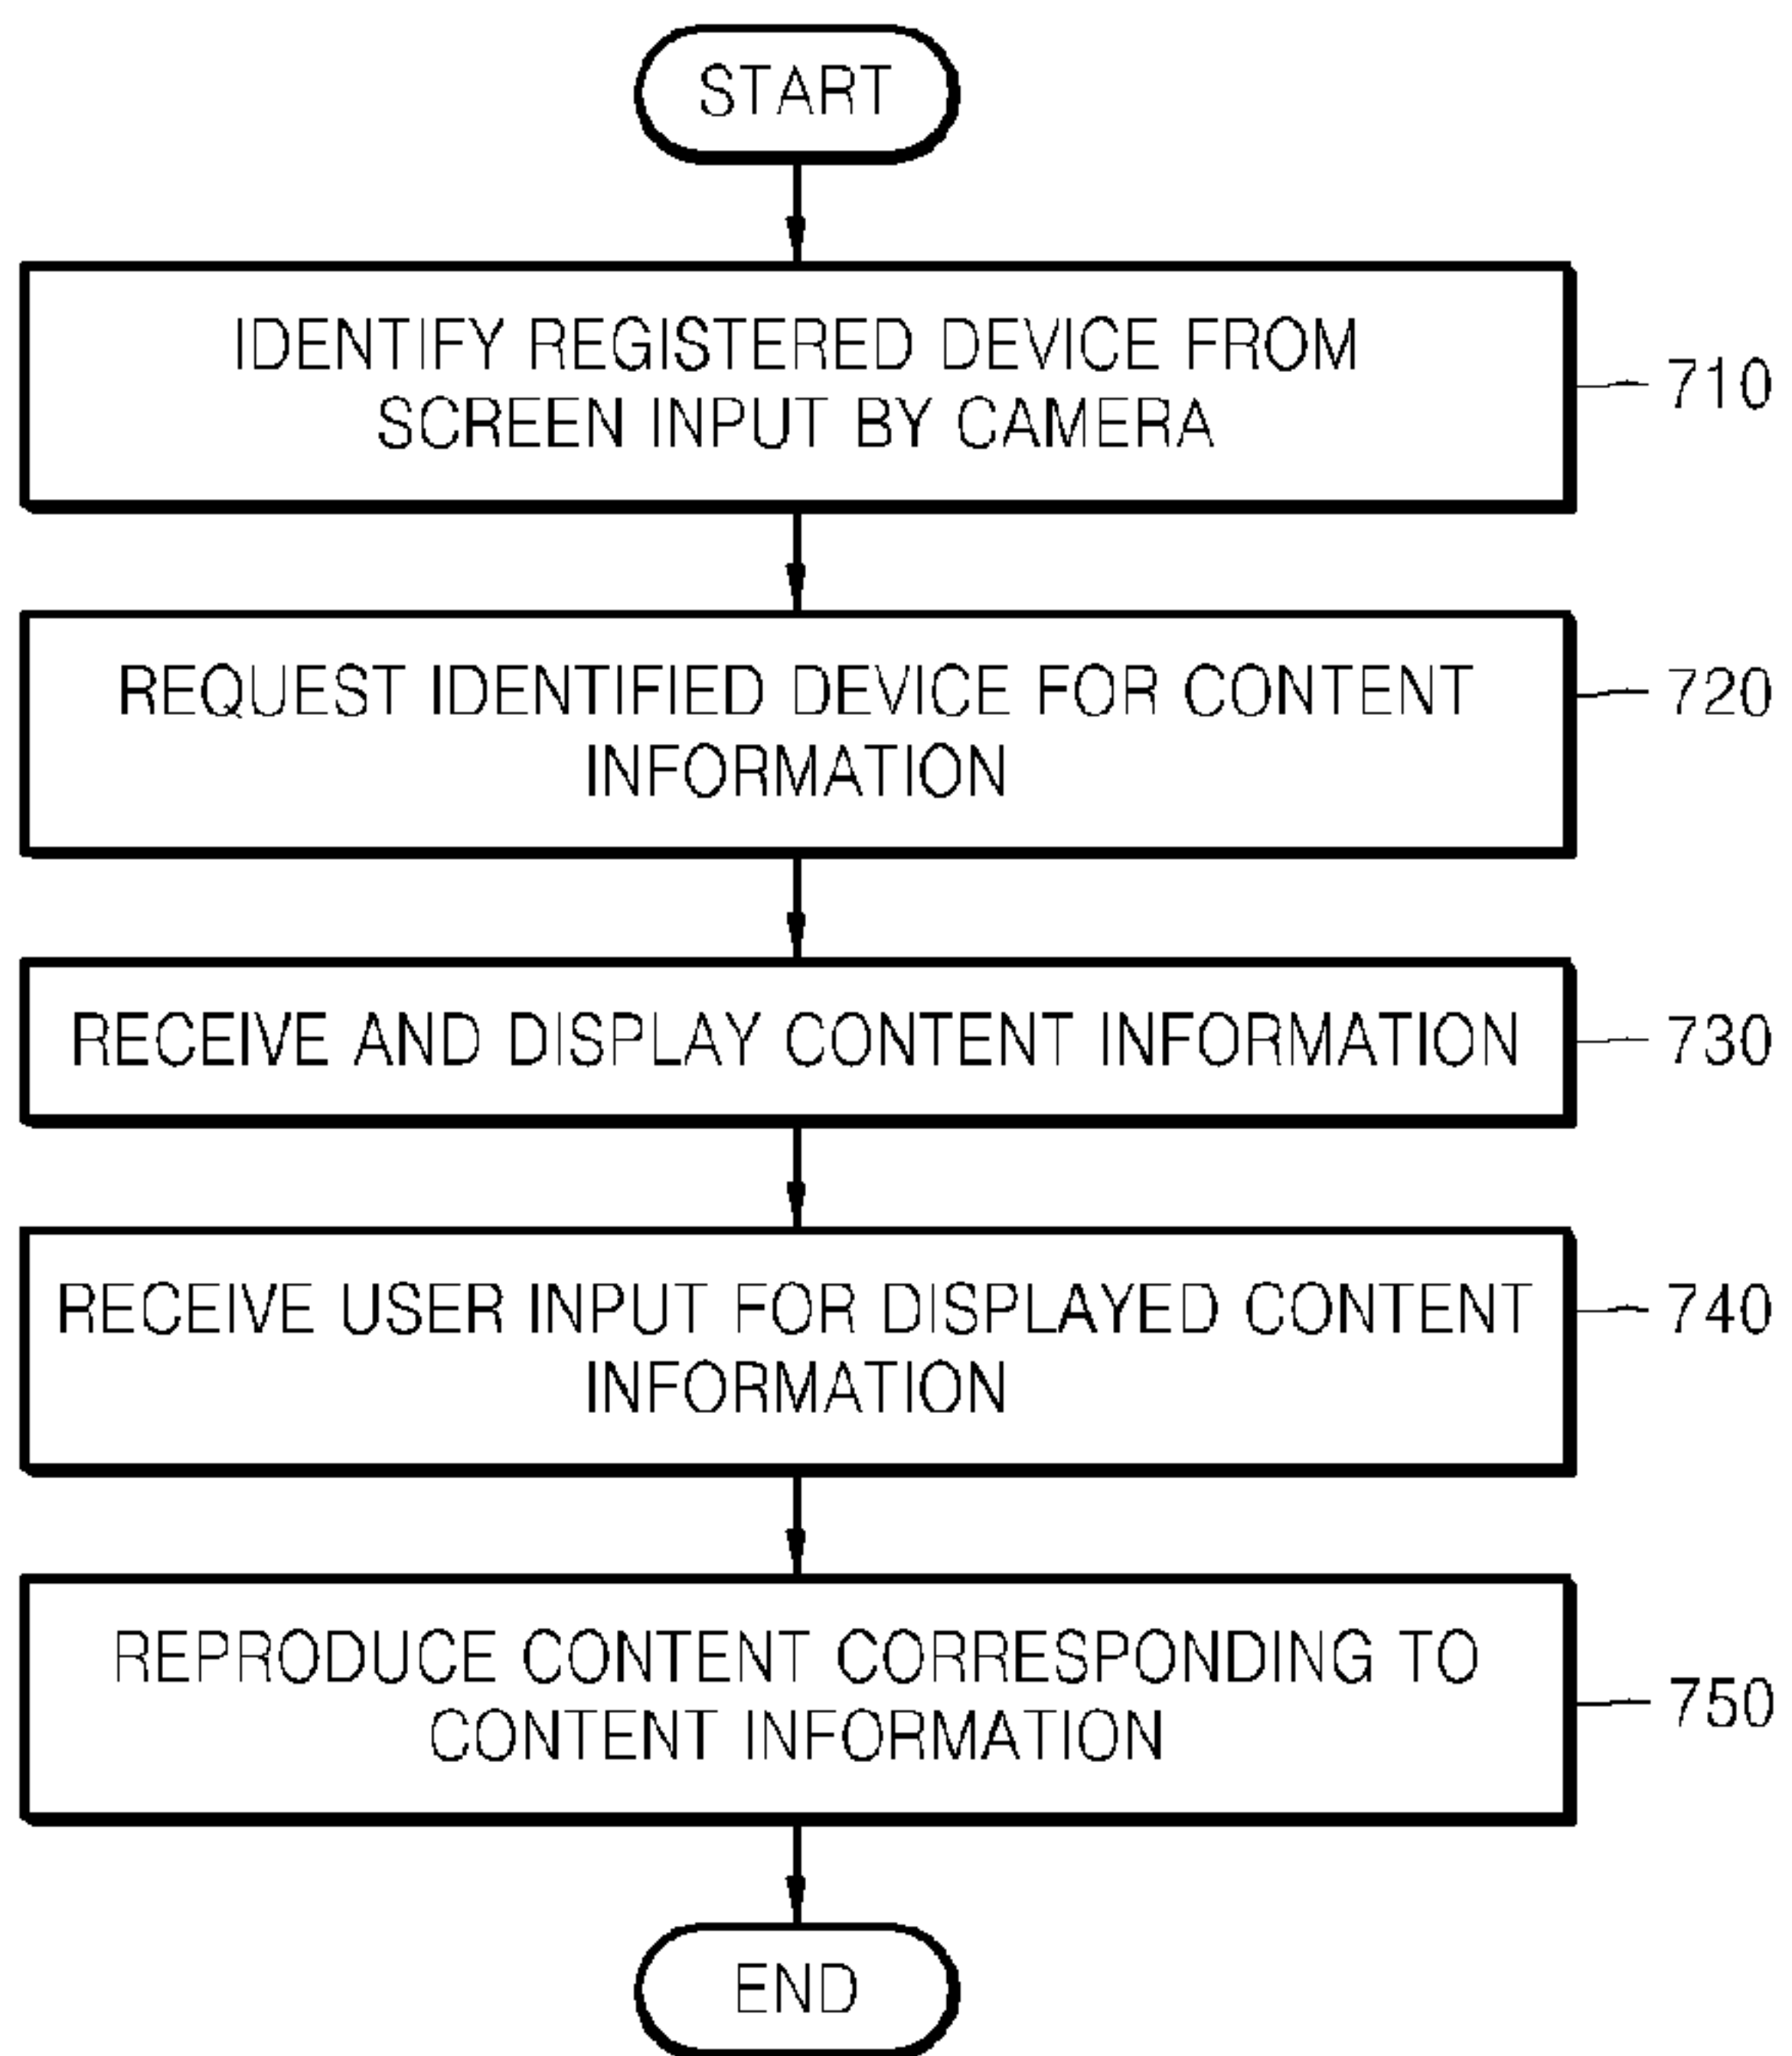 START
IDENTIFY REGISTERED DEVICE FROM
SCREEN INPUT BY CAMERA
710
REQUEST IDENTIFIED DEVICE FOR CONTENT
INFORMATION
720
RECEIVE AND DISPLAY CONTENT INFORMATION
730
RECEIVE USER INPUT FOR DISPLAYED CONTENT
INFORMATION
740
REPRODUCE CONTENT CORRESPONDING TO
CONTENT INFORMATION
750
END